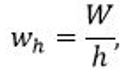 w_h = W/h,